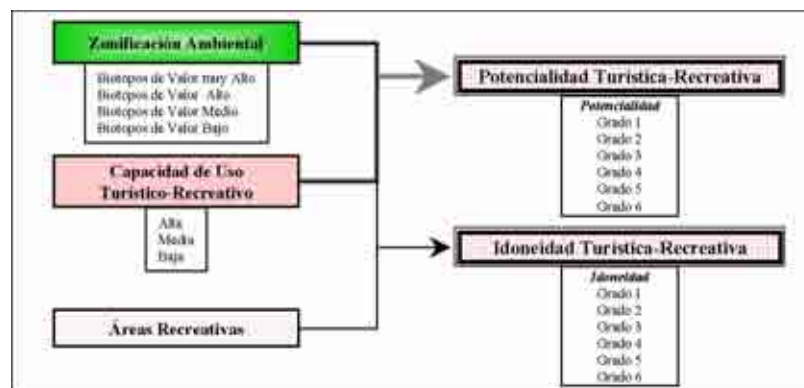 Zonificación Ambiental
Biotopos de Valor muy Alto
Biotopos de Valor Alto
Biotopos de Valor Medio
Biotopos de Valor Bajo
Capacidad de Uso
Turístico-Recreativo
Alta
Media
Baja
Áreas Recreativas
Potencialidad Turística-Recreativa
Potencialidad
Grado 1
Grado 2
Grado 3
Grado 4
Grado 5
Grado 6
Idoneidad Turística-Recreativa
Idoneidad
Grado 1
Grado 2
Grado 3
Grado 4
Grado 5
Grado 6